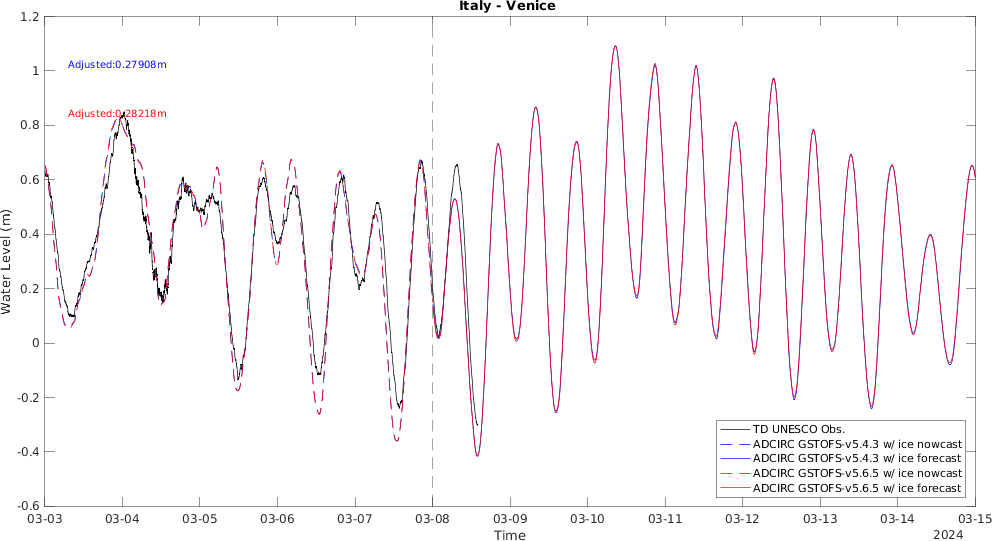 Italy - Venice
1.2
1
0.8
0.6
0.4
0.2
0
-0.2
-0.4
-0.6
Water Level (m)
Adjusted:0.27908m
Adjusted:0.28218m
TD UNESCO Obs.
ADCIRC GSTOFS-v5.4.3 w/ ice nowcast
ADCIRC GSTOFS-v5.4.3 w/ ice forecast
ADCIRC GSTOFS-v5.6.5 w/ ice nowcast
ADCIRC GSTOFS-v5.6.5 w/ ice forecast
03-03 03-04 03-05 03-06 03-07 03-08 03-09 03-10 03-11 03-12 03-13 03-14 03-15
Time
2024